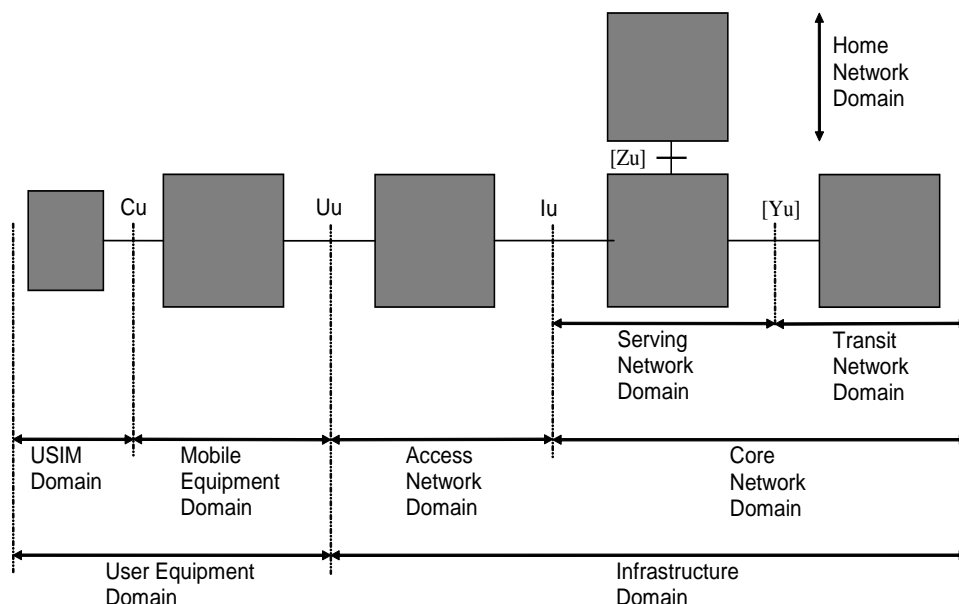 Home
Network
Domain
[Zu]
Cu
Uu
Iu
[Yu]
Serving
Network
Domain
Transit
Network
Domain
USIM
Domain
Mobile
Equipment
Domain
Access
Network
Domain
Core
Network
Domain
User Equipment
Domain
Infrastructure
Domain